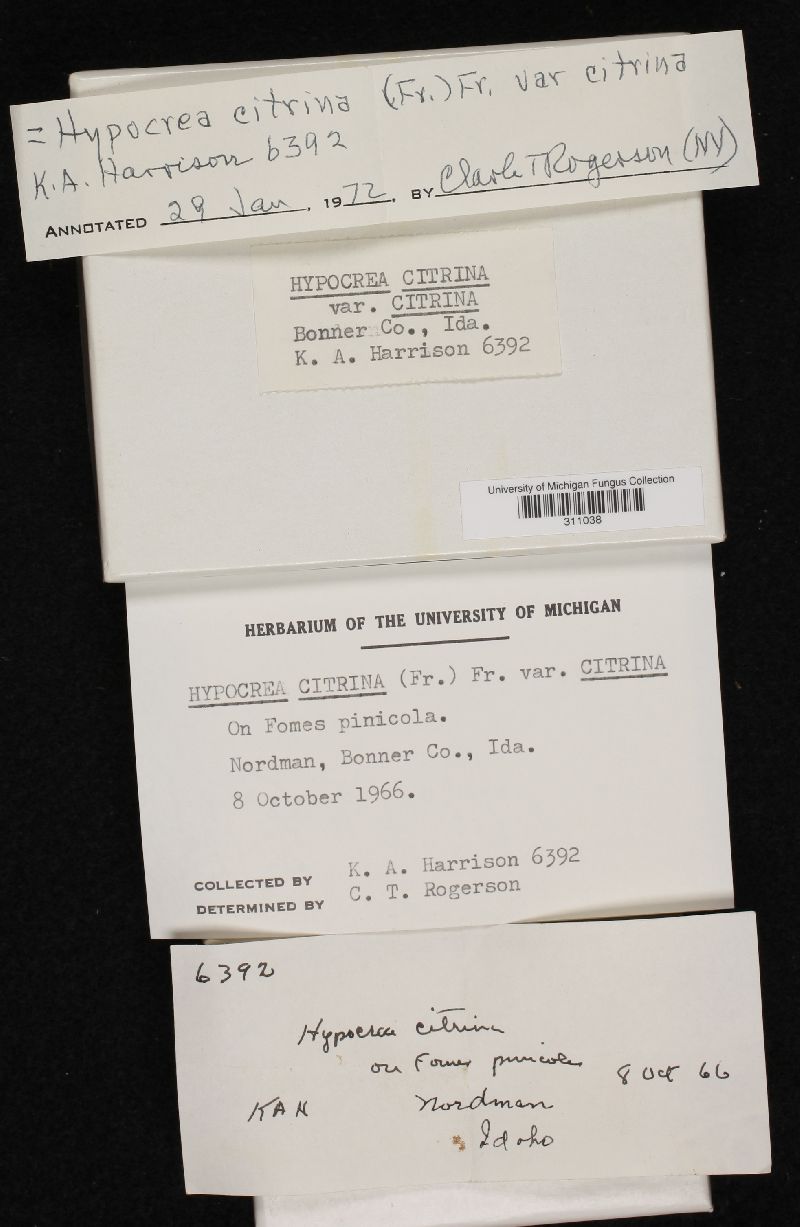 = Hypocrea citrina (Fr.) Fr. var citrina
K.A. Harrison 6392
ANNOTATED 29 Jan, 1972, BY Clark T Rogerson (NY)
HYPOCREA CITRINA
var. CITRINA
Bonner Co., Ida.
K. A. Harrison 6392
University of Michigan Fungus Collection
311038
HERBARIUM OF THE UNIVERSITY OF MICHIGAN
HYPOCREA CITRINA (Fr.) Fr. var. CITRINA
On Fomes pinicola.
Nordman, Bonner Co., Ida.
8 October 1966.
COLLECTED BY K. A. Harrison 6392
DETERMINED BY C. T. Rogerson
6392
Hypocrea citrina
on Fomes pinicola
8 Oct 66
KAH Nordman
Idaho